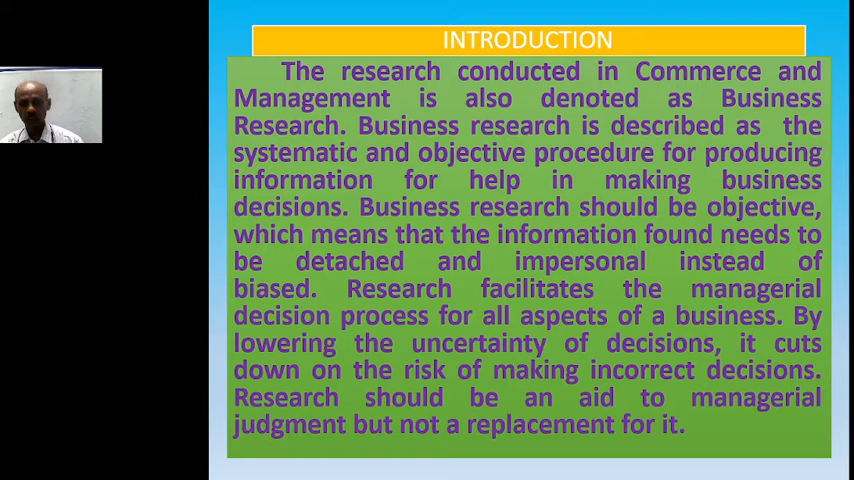 INTRODUCTION
The research conducted in Commerce and
Management is also denoted as Business
Research. Business research is described as the
systematic and objective procedure for producing
information for help in making business
decisions. Business research should be objective,
which means that the information found needs to
be detached and impersonal instead of
biased. Research facilitates the managerial
decision process for all aspects of a business. By
lowering the uncertainty of decisions, it cuts
down on the risk of making incorrect decisions.
Research should be an aid to managerial
judgment but not a replacement for it.